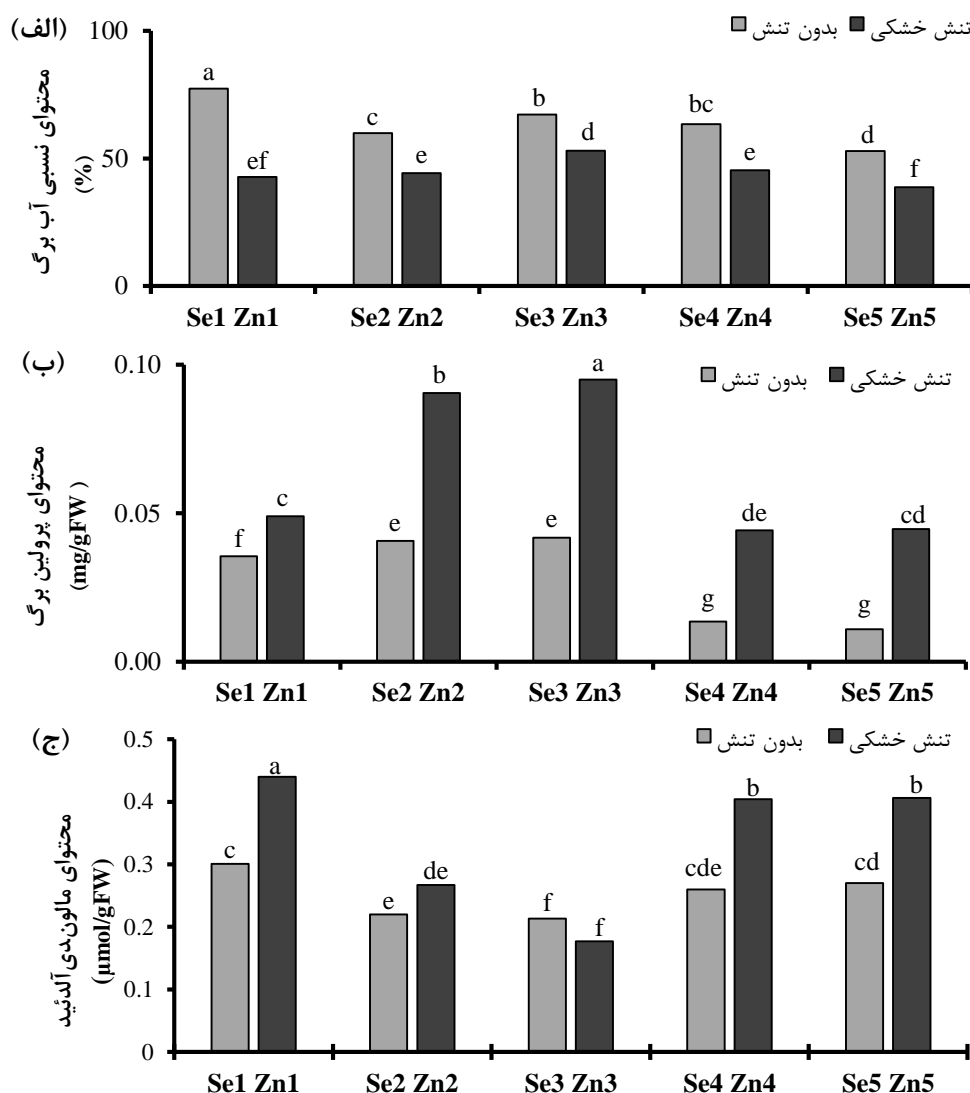 (الف)
بدون تنش تنش خشکی
محتوای نسبی آب برگ
(%)
100
50
0
a ef c e b d bc e d f
Se1 Zn1 Se2 Zn2 Se3 Zn3 Se4 Zn4 Se5 Zn5
(ب)
بدون تنش تنش خشکی
محتوای پرولین برگ
(mg/gFW )
0.10
0.05
0.00
f c e b e a g de g cd
Se1 Zn1 Se2 Zn2 Se3 Zn3 Se4 Zn4 Se5 Zn5
(ج)
بدون تنش تنش خشکی
محتوای مالون‌دی‌آلدئید
(µmol/gFW)
0.5
0.4
0.3
0.2
0.1
0
c a e de f f cde b cd b
Se1 Zn1 Se2 Zn2 Se3 Zn3 Se4 Zn4 Se5 Zn5